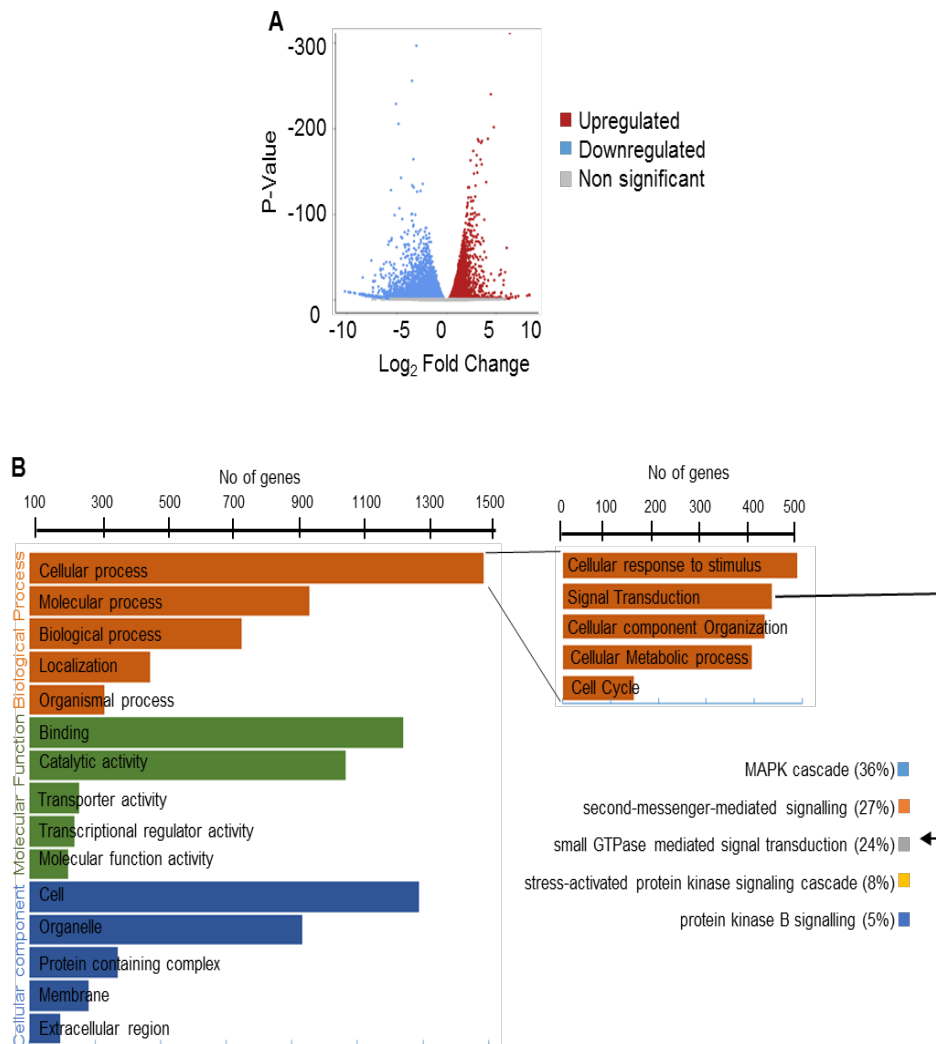 A
-300
-200
-100
0
P-Value
-10 -5 0 5 10
Log2 Fold Change
Upregulated
Downregulated
Non significant
B
No of genes
100 300 500 700 900 1100 1300 1500
Biological Process
Cellular process
Molecular process
Biological process
Localization
Organismal process
Molecular Function
Binding
Catalytic activity
Transporter activity
Transcriptional regulator activity
Molecular function activity
Cellular component
Cell
Organelle
Protein containing complex
Membrane
Extracellular region
No of genes
0 100 200 300 400 500
Cellular response to stimulus
Signal Transduction
Cellular component Organization
Cellular Metabolic process
Cell Cycle
MAPK cascade (36%)
second-messenger-mediated signalling (27%)
small GTPase mediated signal transduction (24%)
stress-activated protein kinase signaling cascade (8%)
protein kinase B signalling (5%)